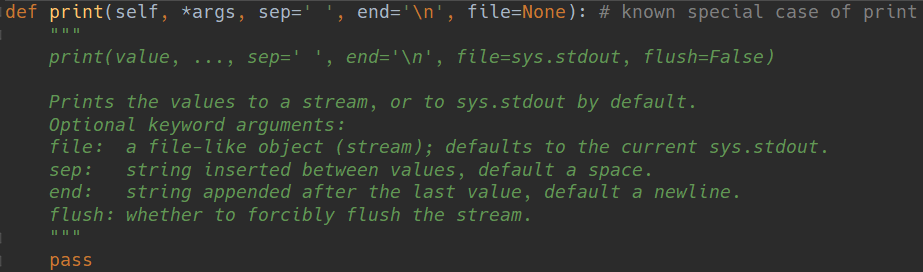 def print(self, *args, sep=' ', end='\n', file=None): # known special case of print
"""
print(value, ..., sep=' ', end='\n', file=sys.stdout, flush=False)
Prints the values to a stream, or to sys.stdout by default.
Optional keyword arguments:
file:  a file-like object (stream); defaults to the current sys.stdout.
sep:   string inserted between values, default a space.
end:   string appended after the last value, default a newline.
flush: whether to forcibly flush the stream.
"""
pass